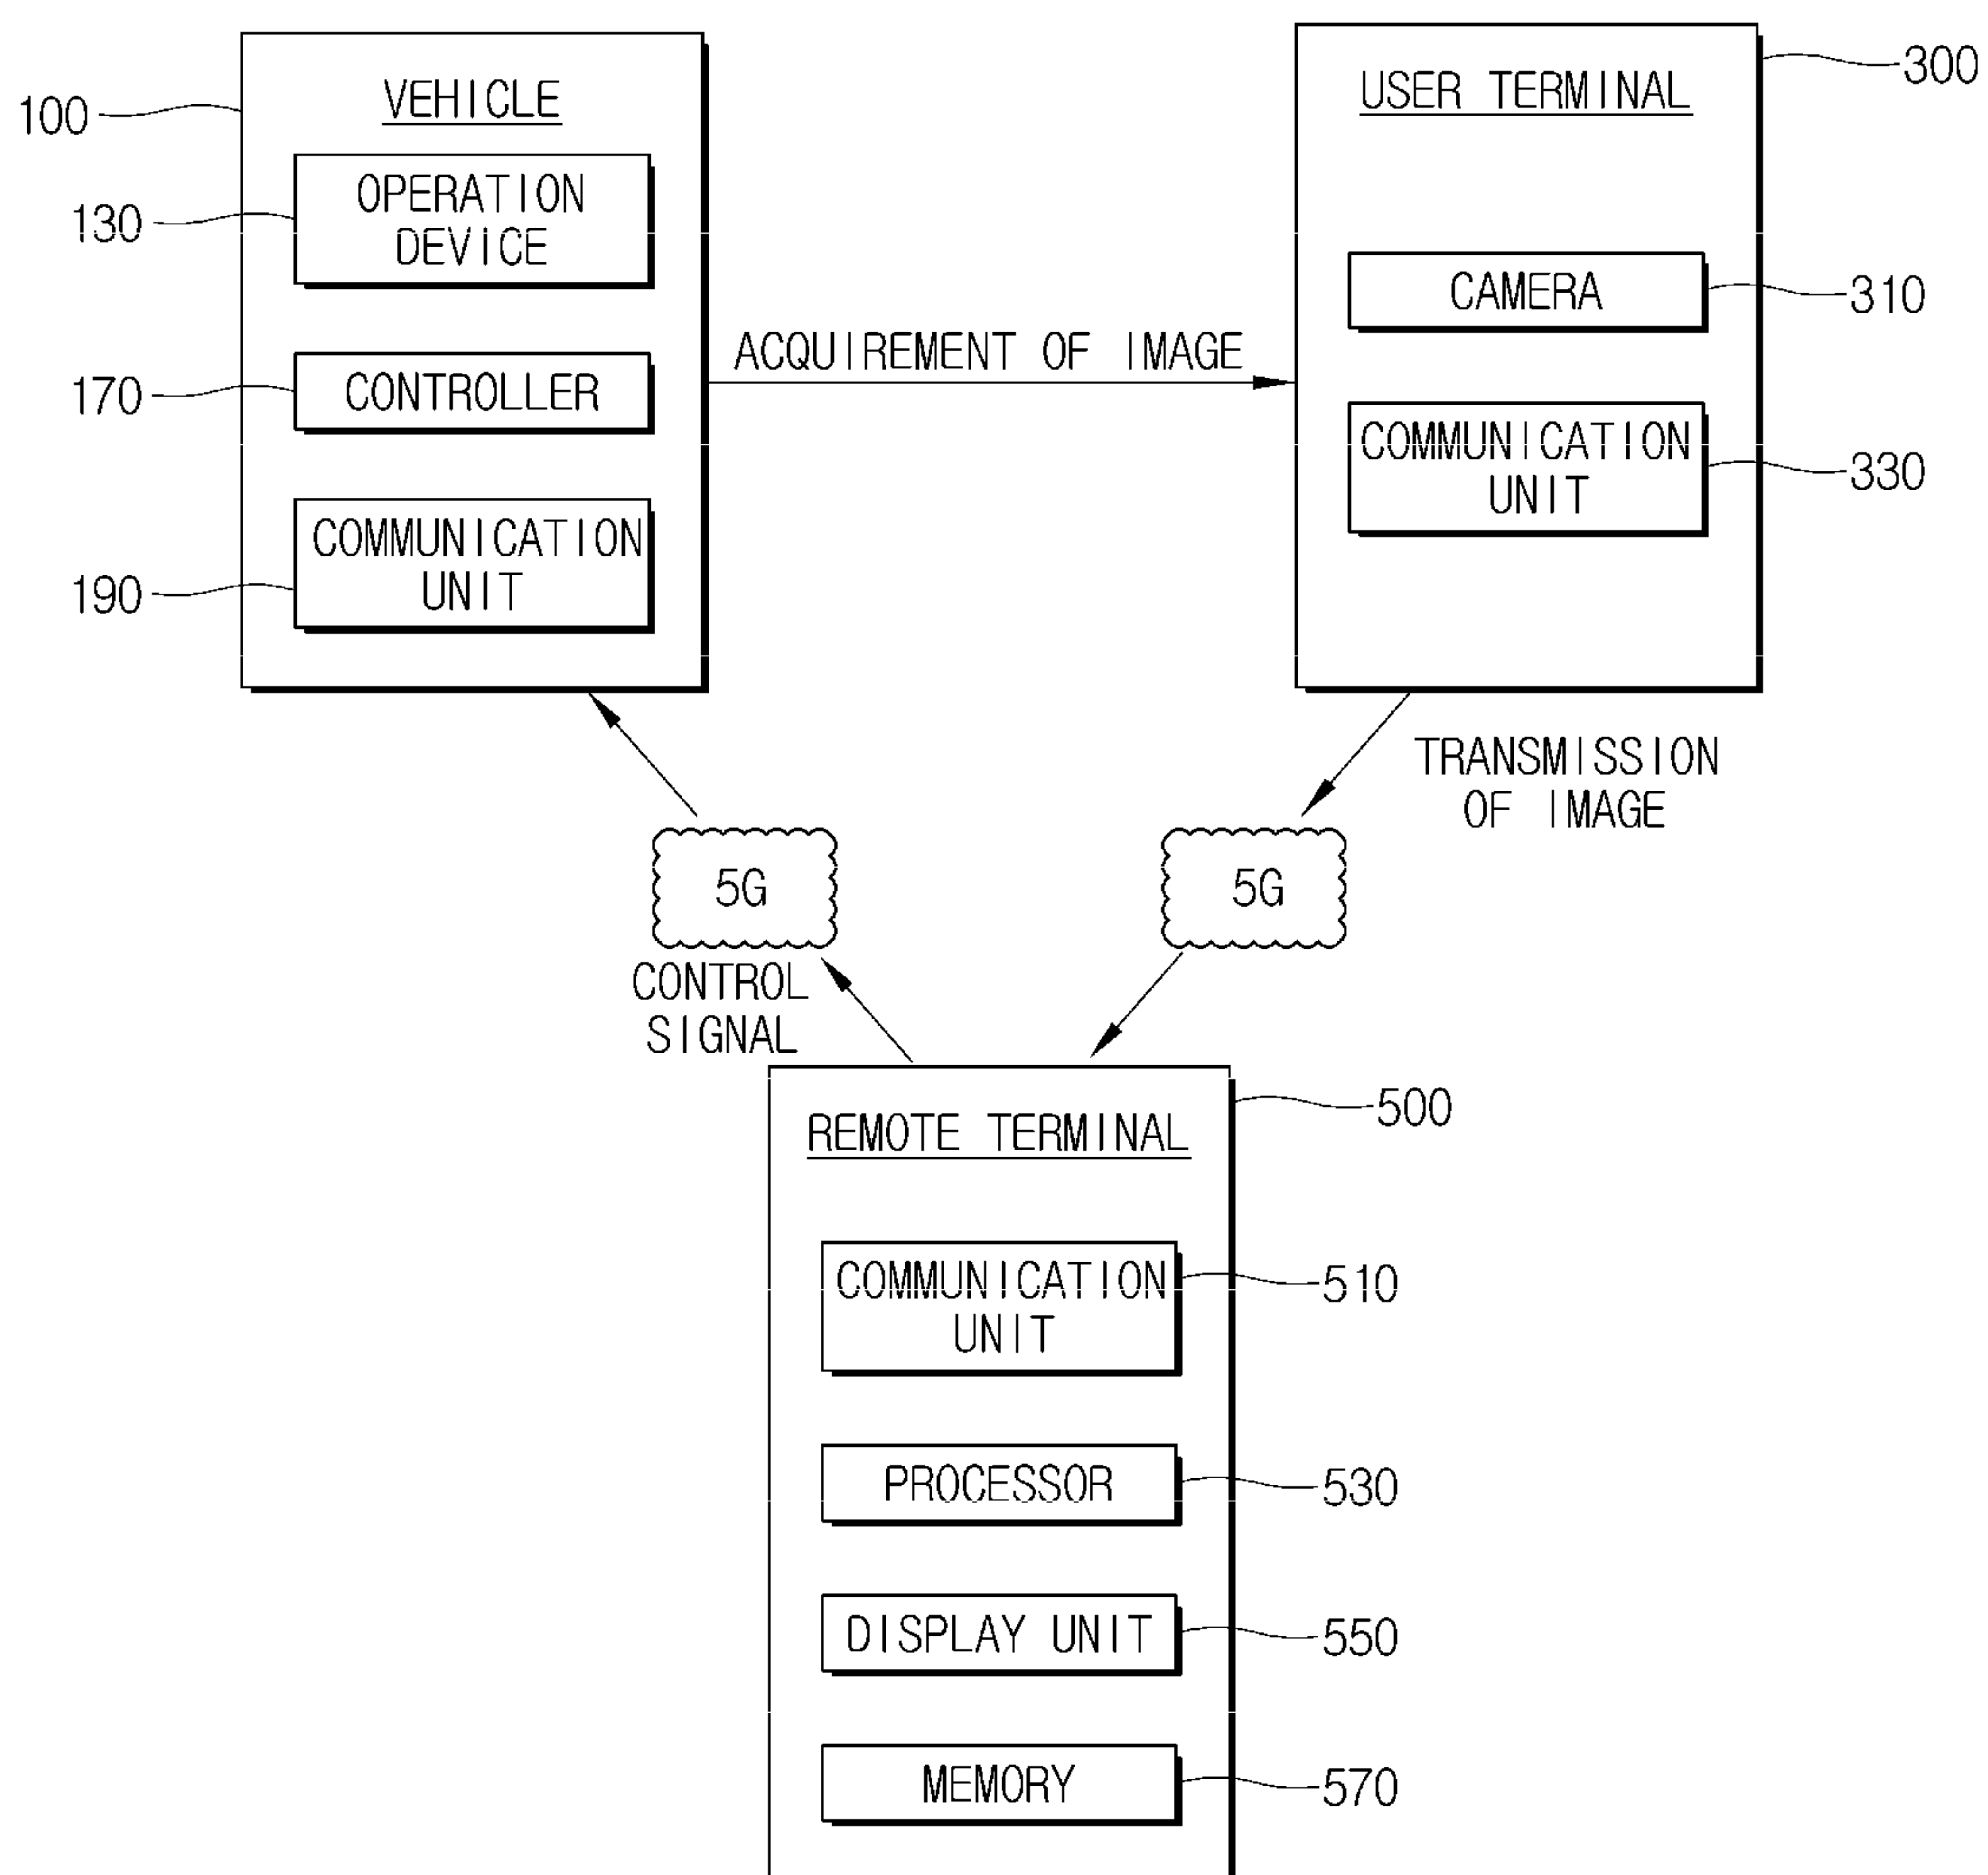 VEHICLE
100
OPERATION
DEVICE
130
CONTROLLER
170
COMMUNICATION
UNIT
190
ACQUIREMENT OF IMAGE
USER TERMINAL
300
CAMERA
310
COMMUNICATION
UNIT
330
TRANSMISSION
OF IMAGE
5G
5G
CONTROL
SIGNAL
REMOTE TERMINAL
500
COMMUNICATION
UNIT
510
PROCESSOR
530
DISPLAY UNIT
550
MEMORY
570